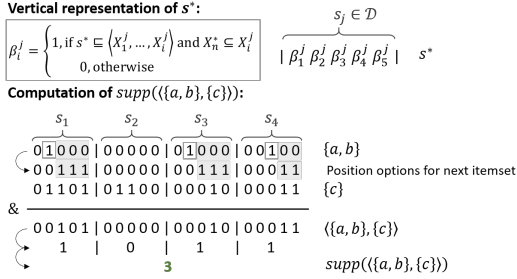 Vertical representation of s*:
β_i^j = { 1, if s* ⊑ ⟨X_1^j, …, X_i^j⟩ and X_n^* ⊆ X_i^j
0, otherwise
s_j ∈ 𝒟
| β_1^j β_2^j β_3^j β_4^j β_5^j | s*
Computation of supp(⟨{a, b}, {c}⟩):
s_1 s_2 s_3 s_4
0 1 0 0 0 | 0 0 0 0 0 | 0 1 0 0 0 | 0 0 1 0 0 {a, b}
0 0 1 1 1 | 0 0 0 0 0 | 0 0 1 1 1 | 0 0 0 1 1 Position options for next itemset
0 1 1 0 1 | 0 1 1 0 0 | 0 0 0 1 0 | 0 0 0 1 1 {c}
&
0 0 1 0 1 | 0 0 0 0 0 | 0 0 0 1 0 | 0 0 0 1 1 ⟨{a, b}, {c}⟩
1 | 0 | 1 | 1
3 supp(⟨{a, b}, {c}⟩)